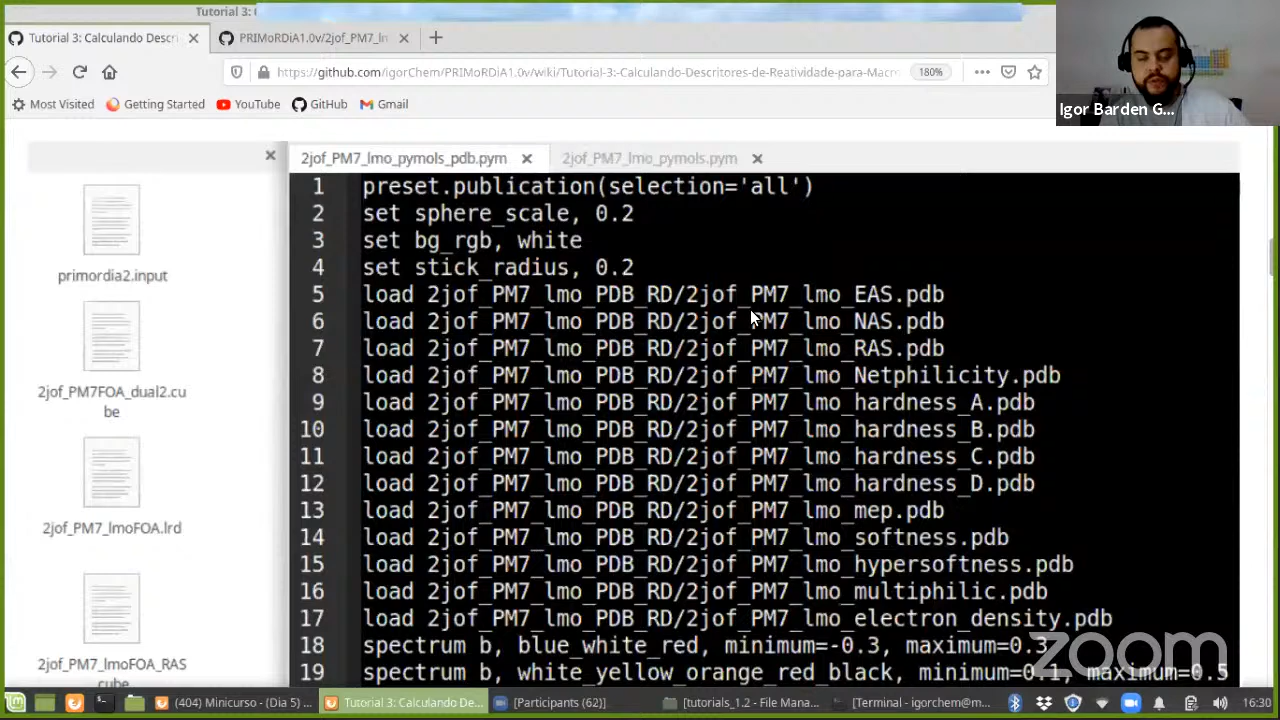 Tutorial 3: C
Tutorial 3: Calculando Descri
PRIMoRDiA1.0v/2jof_PM7_ln
https://github.com/igorChem/PRIMoRDiA1.0v/wiki/Tutorial-3:-Calculando-Descritores-de-Reatividade-para-Macro
180%
Most Visited
Getting Started
YouTube
GitHub
Gmail
Igor Barden G...
2jof_PM7_lmo_pymols_pdb.pym
2jof_PM7_lmo_pymols.pym
primordia2.input
2jof_PM7FOA_dual2.cu
be
2jof_PM7_lmoFOA.lrd
2jof_PM7_lmoFOA_RAS
cube
1 preset.publication(selection='all')
2 set sphere_scale, 0.2
3 set bg_rgb, white
4 set stick_radius, 0.2
5 load 2jof_PM7_lmo_PDB_RD/2jof_PM7_lmo_EAS.pdb
6 load 2jof_PM7_lmo_PDB_RD/2jof_PM7_lmo_NAS.pdb
7 load 2jof_PM7_lmo_PDB_RD/2jof_PM7_lmo_RAS.pdb
8 load 2jof_PM7_lmo_PDB_RD/2jof_PM7_lmo_Netphilicity.pdb
9 load 2jof_PM7_lmo_PDB_RD/2jof_PM7_lmo_hardness_A.pdb
10 load 2jof_PM7_lmo_PDB_RD/2jof_PM7_lmo_hardness_B.pdb
11 load 2jof_PM7_lmo_PDB_RD/2jof_PM7_lmo_hardness_C.pdb
12 load 2jof_PM7_lmo_PDB_RD/2jof_PM7_lmo_hardness_D.pdb
13 load 2jof_PM7_lmo_PDB_RD/2jof_PM7_lmo_mep.pdb
14 load 2jof_PM7_lmo_PDB_RD/2jof_PM7_lmo_softness.pdb
15 load 2jof_PM7_lmo_PDB_RD/2jof_PM7_lmo_hypersoftness.pdb
16 load 2jof_PM7_lmo_PDB_RD/2jof_PM7_lmo_multiphilic.pdb
17 load 2jof_PM7_lmo_PDB_RD/2jof_PM7_lmo_electron_density.pdb
18 spectrum b, blue_white_red, minimum=-0.3, maximum=0.3
19 spectrum b, white_yellow_orange_red_black, minimum=0.1, maximum=0.5
zoom
(404) Minicurso - (Dia 5) ...
Tutorial 3: Calculando De...
[Participants (62)]
[tutorials_1.2 - File Mana...
[Terminal - igorchem@m...
16:30